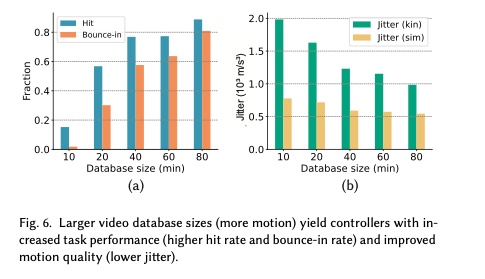 Hit
Bounce-in
Fraction
0.8
0.6
0.4
0.2
0.0
10 20 40 60 80
Database size (min)
(a)
Jitter (kin)
Jitter (sim)
Jitter (10³ m/s³)
2.0
1.5
1.0
0.5
0.0
10 20 40 60 80
Database size (min)
(b)
Fig. 6. Larger video database sizes (more motion) yield controllers with in-
creased task performance (higher hit rate and bounce-in rate) and improved
motion quality (lower jitter).